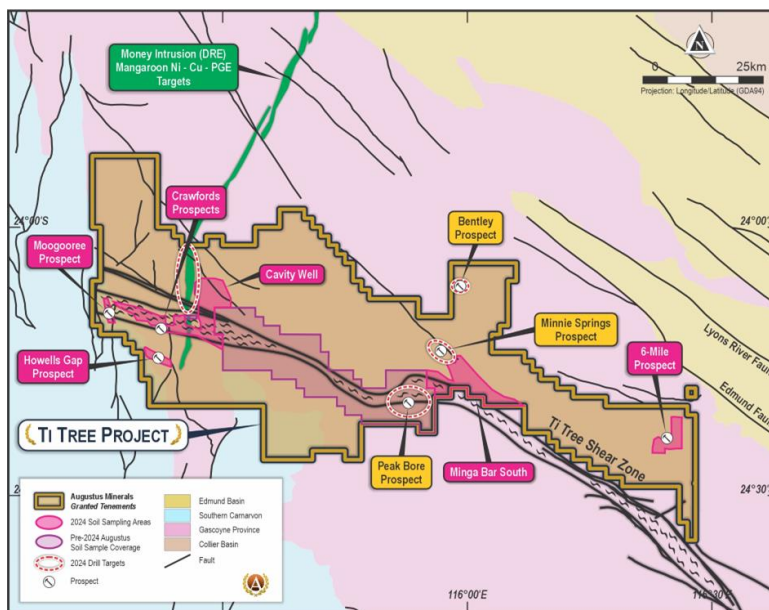 Money Intrusion (DRE)
Mangaroon Ni - Cu - PGE
Targets
N
0 25km
Projection: Longitude/Latitude (GDA94)
Crawfords
Prospects
24°00'S
24°00'
Bentley
Prospect
Moogooree
Prospect
Cavity Well
Minnie Springs
Prospect
Lyons River Fault
6-Mile
Prospect
Howells Gap
Prospect
Edmund Fault
TI TREE PROJECT
Ti Tree Shear Zone
Peak Bore
Prospect
Minga Bar South
24°30'
Augustus Minerals
Granted Tenements
2024 Soil Sampling Areas
Pre-2024 Augustus
Soil Sample Coverage
2024 Drill Targets
Prospect
Edmund Basin
Southern Carnarvon
Gascoyne Province
Collier Basin
Fault
A
116°00'E
116°30'E